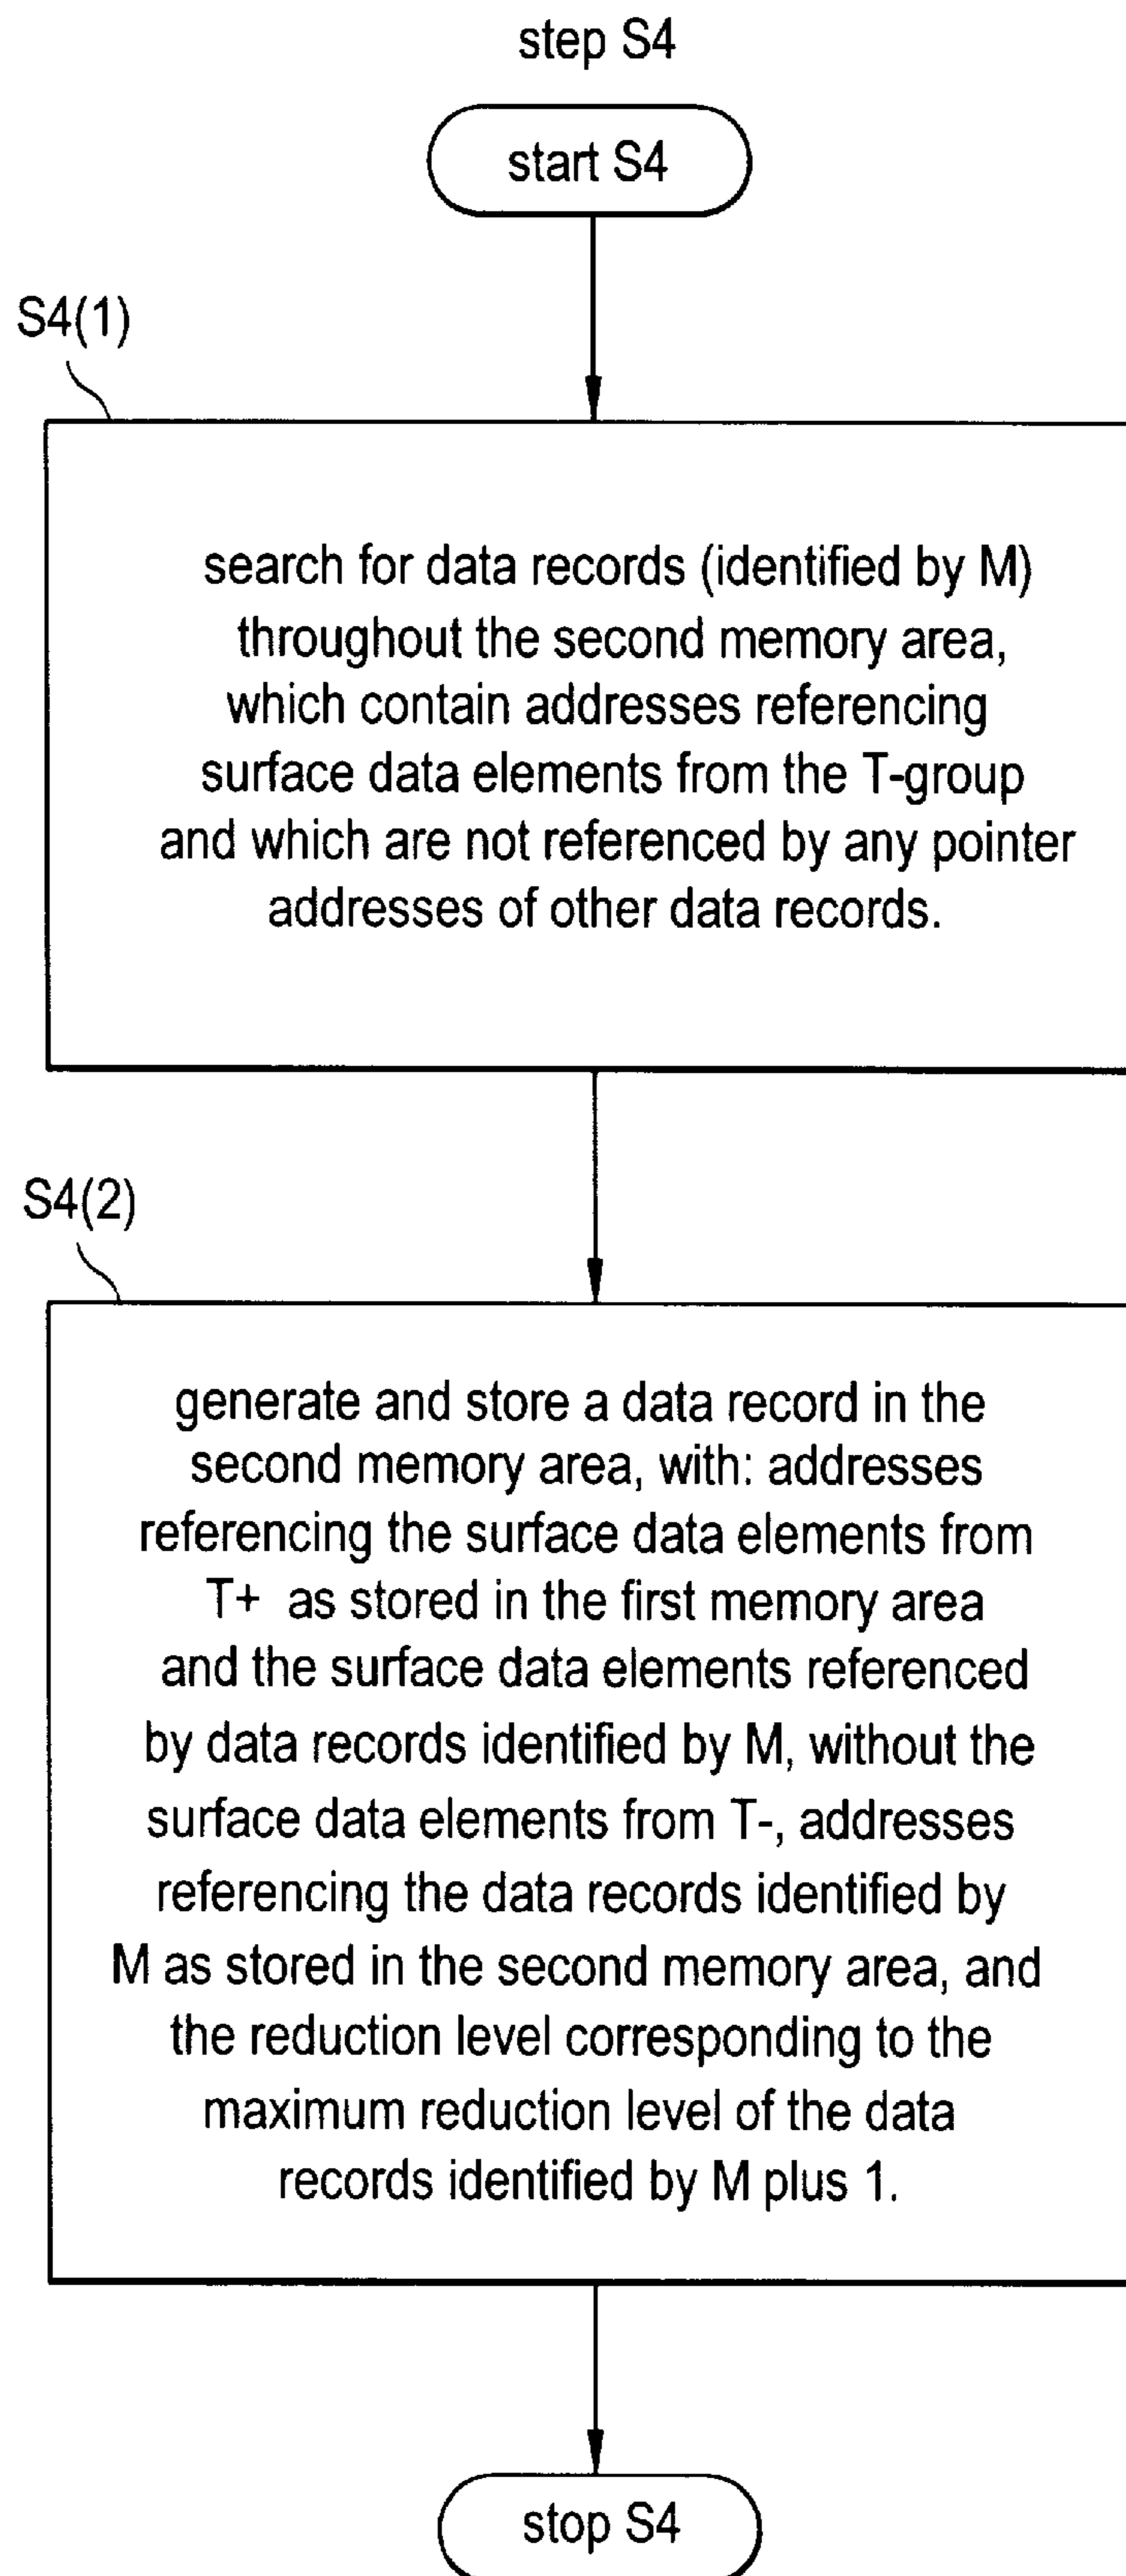 step S4
start S4
S4(1)
search for data records (identified by M)
throughout the second memory area,
which contain addresses referencing
surface data elements from the T-group
and which are not referenced by any pointer
addresses of other data records.
S4(2)
generate and store a data record in the
second memory area, with: addresses
referencing the surface data elements from
T+ as stored in the first memory area
and the surface data elements referenced
by data records identified by M, without the
surface data elements from T-, addresses
referencing the data records identified by
M as stored in the second memory area, and
the reduction level corresponding to the
maximum reduction level of the data
records identified by M plus 1.
stop S4